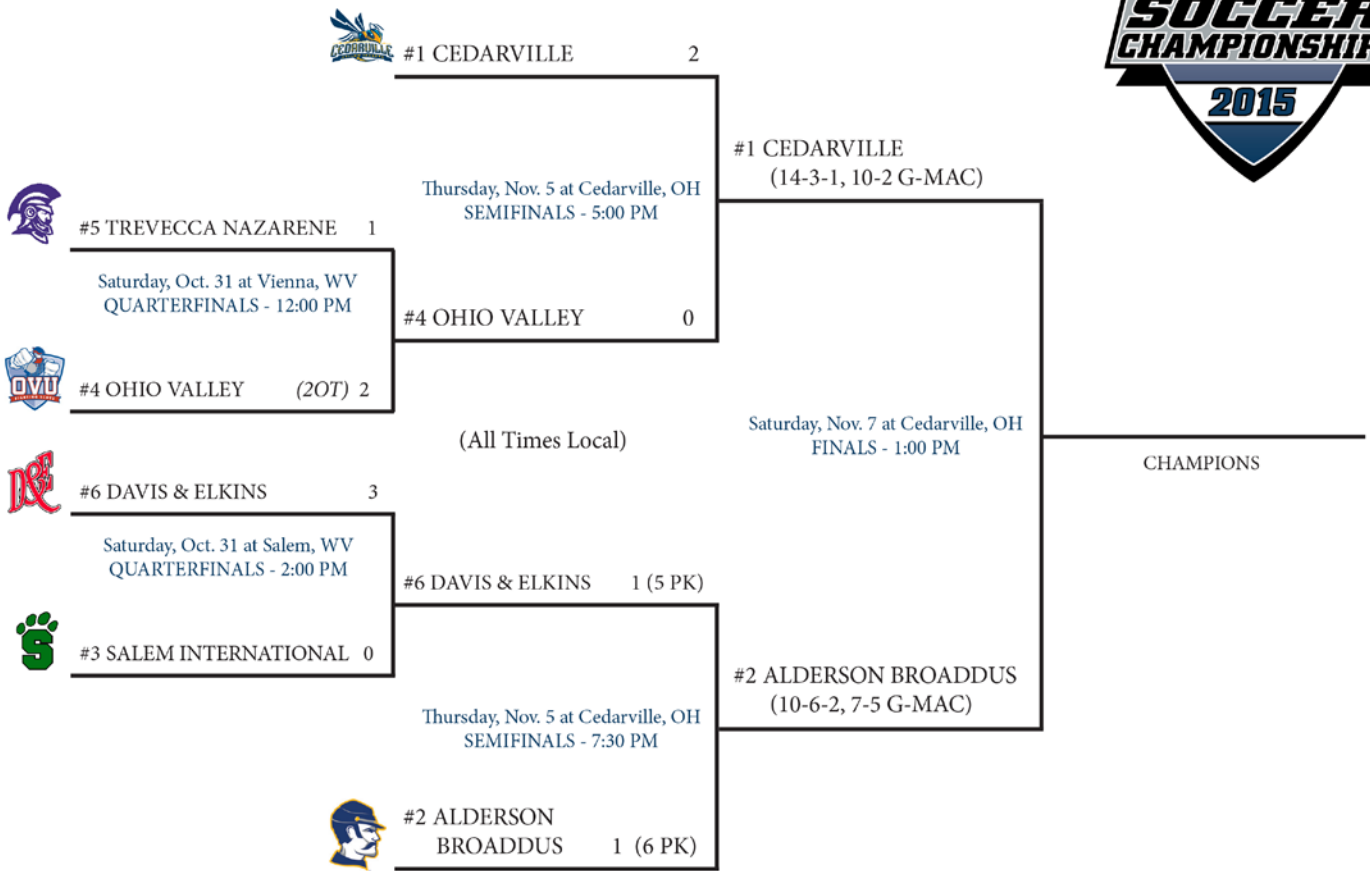 SOCCER
CHAMPIONSHIP
2015
CEDARVILLE
#1 CEDARVILLE 2
#1 CEDARVILLE
(14-3-1, 10-2 G-MAC)
Thursday, Nov. 5 at Cedarville, OH
SEMIFINALS - 5:00 PM
#5 TREVECCA NAZARENE 1
Saturday, Oct. 31 at Vienna, WV
QUARTERFINALS - 12:00 PM
#4 OHIO VALLEY 0
OVU
#4 OHIO VALLEY (2OT) 2
(All Times Local)
Saturday, Nov. 7 at Cedarville, OH
FINALS - 1:00 PM
CHAMPIONS
D&E
#6 DAVIS & ELKINS 3
Saturday, Oct. 31 at Salem, WV
QUARTERFINALS - 2:00 PM
#6 DAVIS & ELKINS 1 (5 PK)
S
#3 SALEM INTERNATIONAL 0
#2 ALDERSON BROADDUS
(10-6-2, 7-5 G-MAC)
Thursday, Nov. 5 at Cedarville, OH
SEMIFINALS - 7:30 PM
#2 ALDERSON
BROADDUS 1 (6 PK)